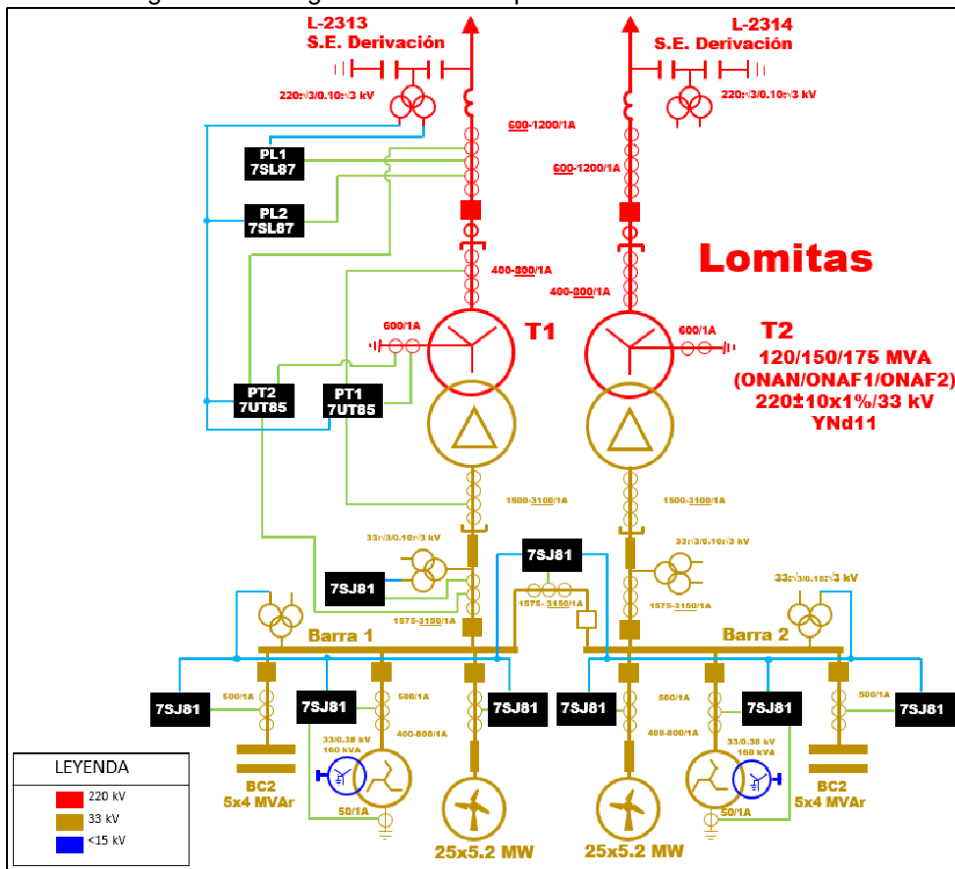 L-2313
S.E. Derivación
L-2314
S.E. Derivación
220:√3/0.10:√3 kV
220:√3/0.10:√3 kV
600-1200/1A
600-1200/1A
PL1
7SL87
PL2
7SL87
Lomitas
400-800/1A
400-800/1A
600/1A
T1
600/1A
T2
120/150/175 MVA
(ONAN/ONAF1/ONAF2)
220±10x1%/33 kV
YNd11
PT2
7UT85
PT1
7UT85
1500-3100/1A
1500-3100/1A
33:√3/0.10:√3 kV
7SJ81
33:√3/0.10:√3 kV
7SJ81
1575-3150/1A
1575-3150/1A
1575-3150/1A
Barra 1
Barra 2
500/1A
500/1A
500/1A
500/1A
7SJ81
7SJ81
7SJ81
7SJ81
7SJ81
7SJ81
400-800/1A
400-800/1A
33/0.38 kV
160 kVA
33/0.38 kV
160 kVA
BC2
5x4 MVAr
BC2
5x4 MVAr
50/1A
50/1A
25x5.2 MW
25x5.2 MW
LEYENDA
220 kV
33 kV
<15 kV